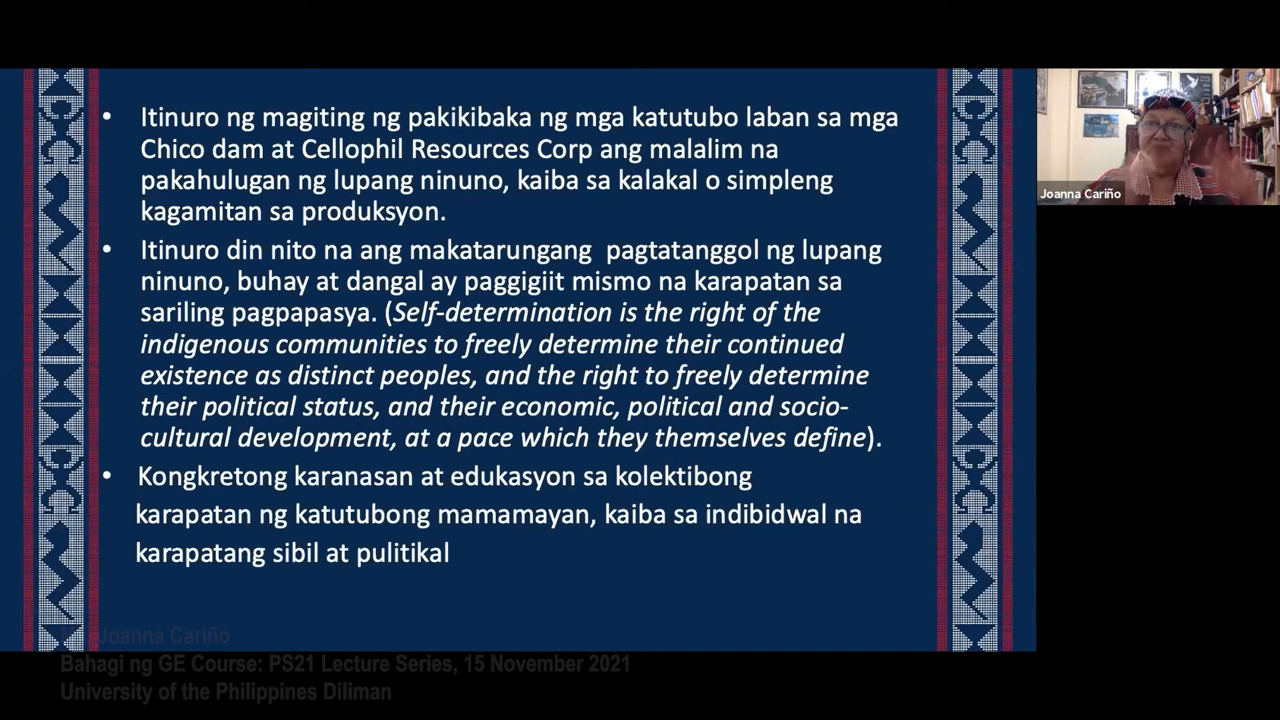 • Itinuro ng magiting ng pakikibaka ng mga katutubo laban sa mga
Chico dam at Cellophil Resources Corp ang malalim na
pakahulugan ng lupang ninuno, kaiba sa kalakal o simpleng
kagamitan sa produksyon.
• Itinuro din nito na ang makatarungang pagtatanggol ng lupang
ninuno, buhay at dangal ay paggigiit mismo na karapatan sa
sariling pagpapasya. (Self-determination is the right of the
indigenous communities to freely determine their continued
existence as distinct peoples, and the right to freely determine
their political status, and their economic, political and socio-
cultural development, at a pace which they themselves define).
• Kongkretong karanasan at edukasyon sa kolektibong
karapatan ng katutubong mamamayan, kaiba sa indibidwal na
karapatang sibil at pulitikal
Joanna Cariño
Joanna Cariño
Bahagi ng GE Course: PS21 Lecture Series, 15 November 2021
University of the Philippines Diliman